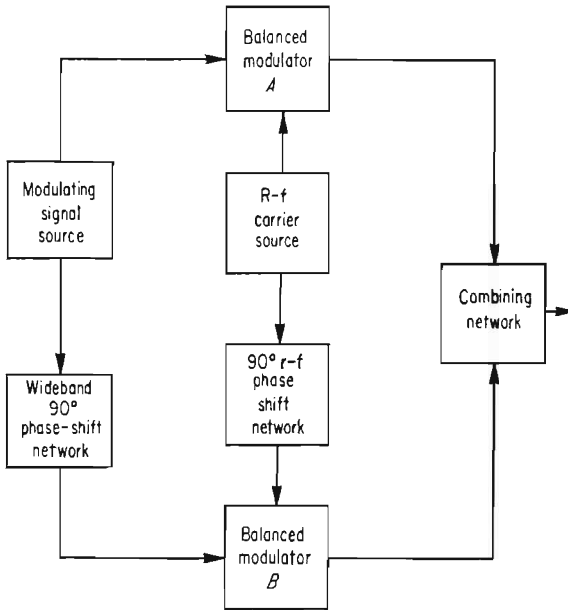 Balanced
modulator
A
Modulating
signal
source
R-f
carrier
source
Combining
network
Wideband
90°
phase-shift
network
90° r-f
phase
shift
network
Balanced
modulator
B